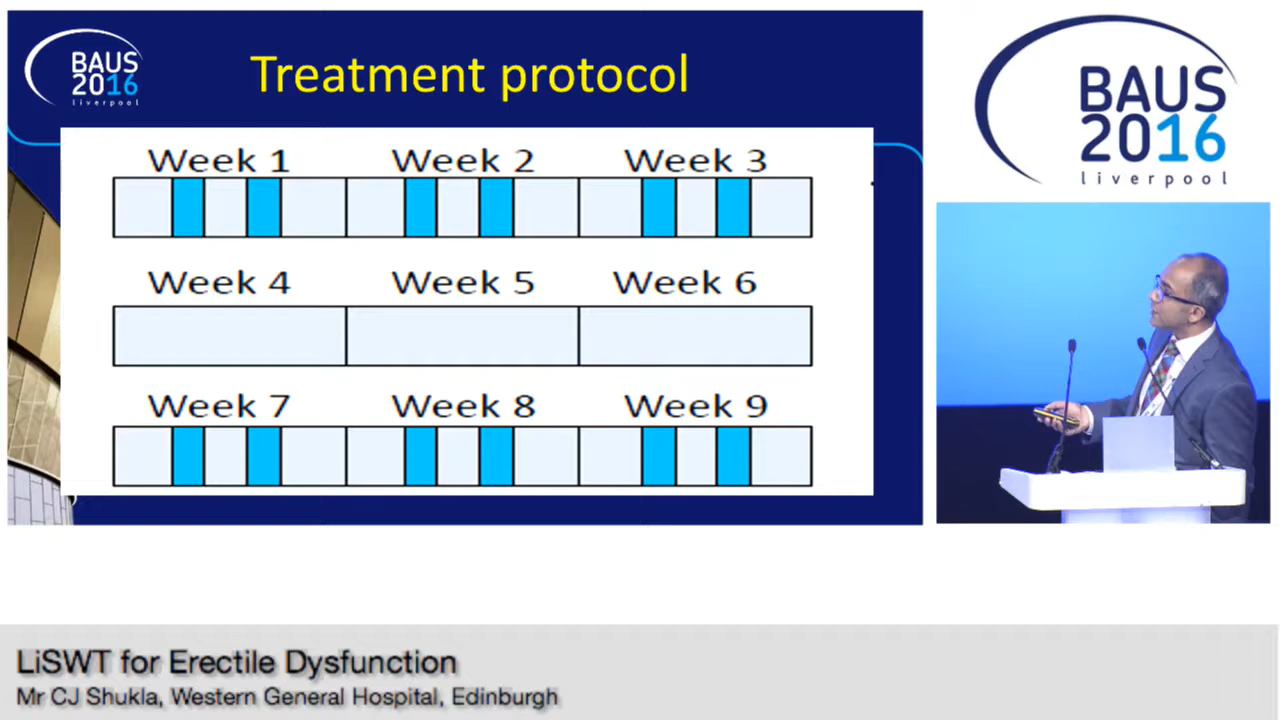 BAUS
2016
liverpool
Treatment protocol
Week 1 Week 2 Week 3
Week 4 Week 5 Week 6
Week 7 Week 8 Week 9
BAUS
2016
liverpool
LiSWT for Erectile Dysfunction
Mr CJ Shukla, Western General Hospital, Edinburgh